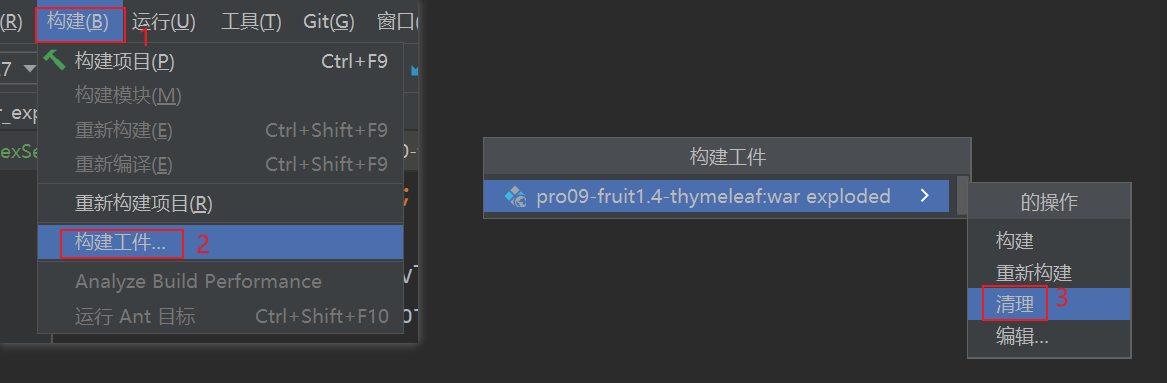 (R) 构建(B) 运行(U) 工具(T) Git(G) 窗口(
1
7
构建项目(P) Ctrl+F9
构建模块(M)
r_exp
重新构建(E) Ctrl+Shift+F9
exSe
重新编译(E) Ctrl+Shift+F9
重新构建项目(R)
构建工件... 2
Analyze Build Performance
运行 Ant 目标 Ctrl+Shift+F10
构建工件
pro09-fruit1.4-thymeleaf:war exploded
的操作
构建
重新构建
清理 3
编辑...